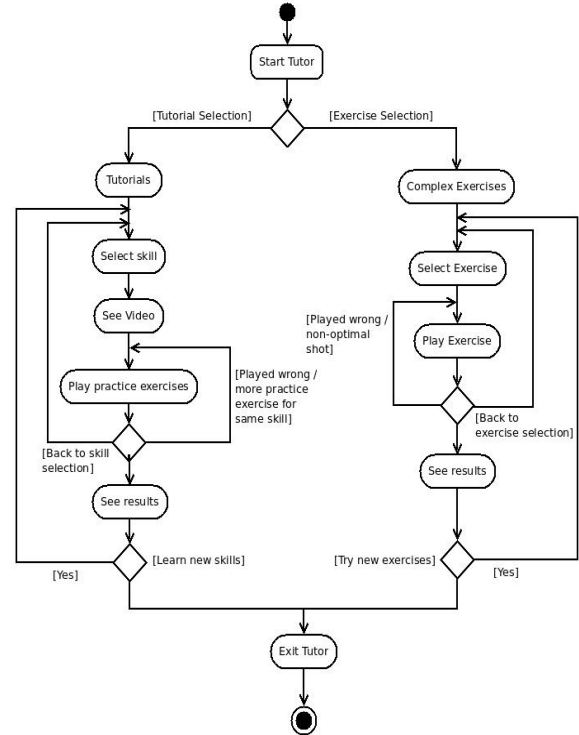 Start Tutor
[Tutorial Selection]
[Exercise Selection]
Tutorials
Complex Exercises
Select skill
Select Exercise
See Video
[Played wrong /
non-optimal
shot]
Play Exercise
Play practice exercises
[Played wrong /
more practice
exercise for
same skill]
[Back to
exercise selection]
[Back to skill
selection]
See results
See results
[Learn new skills]
[Try new exercises]
[Yes]
[Yes]
Exit Tutor